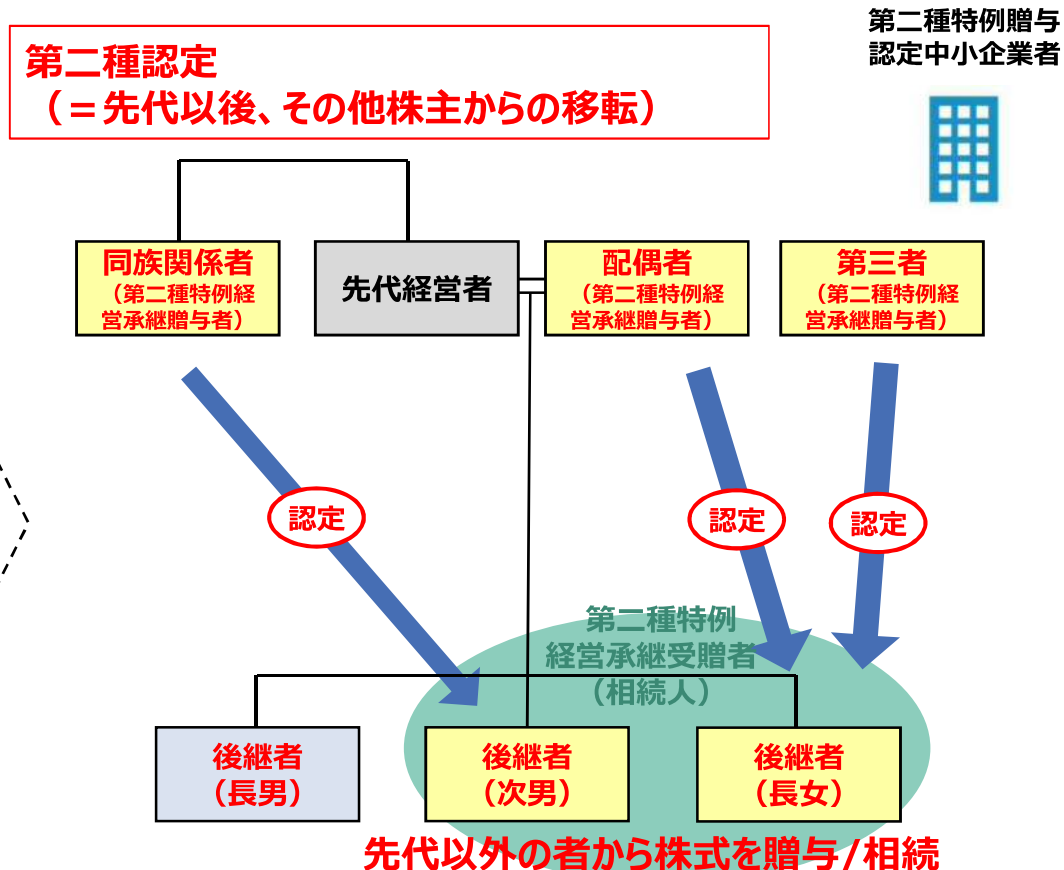 第二種特例贈与
認定中小企業者
第二種認定
（＝先代以後、その他株主からの移転）
同族関係者
（第二種特例経
営承継贈与者）
先代経営者
配偶者
（第二種特例経
営承継贈与者）
第三者
（第二種特例経
営承継贈与者）
認定
認定
認定
第二種特例
経営承継受贈者
（相続人）
後継者
（長男）
後継者
（次男）
後継者
（長女）
先代以外の者から株式を贈与/相続